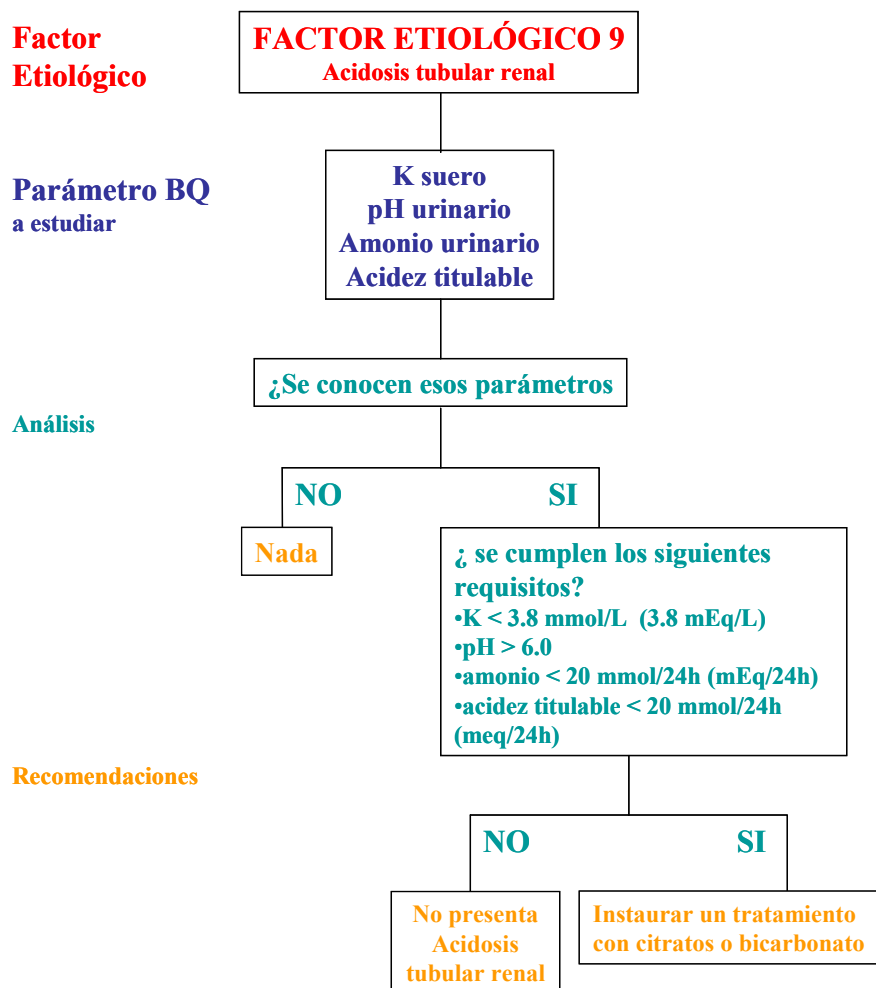 Factor
Etiológico
FACTOR ETIOLÓGICO 9
Acidosis tubular renal
Parámetro BQ
a estudiar
K suero
pH urinario
Amonio urinario
Acidez titulable
¿Se conocen esos parámetros
Análisis
NO
SI
Nada
¿ se cumplen los siguientes
requisitos?
•K < 3.8 mmol/L  (3.8 mEq/L)
•pH > 6.0
•amonio < 20 mmol/24h (mEq/24h)
•acidez titulable < 20 mmol/24h
(meq/24h)
Recomendaciones
NO
SI
No presenta
Acidosis
tubular renal
Instaurar un tratamiento
con citratos o bicarbonato